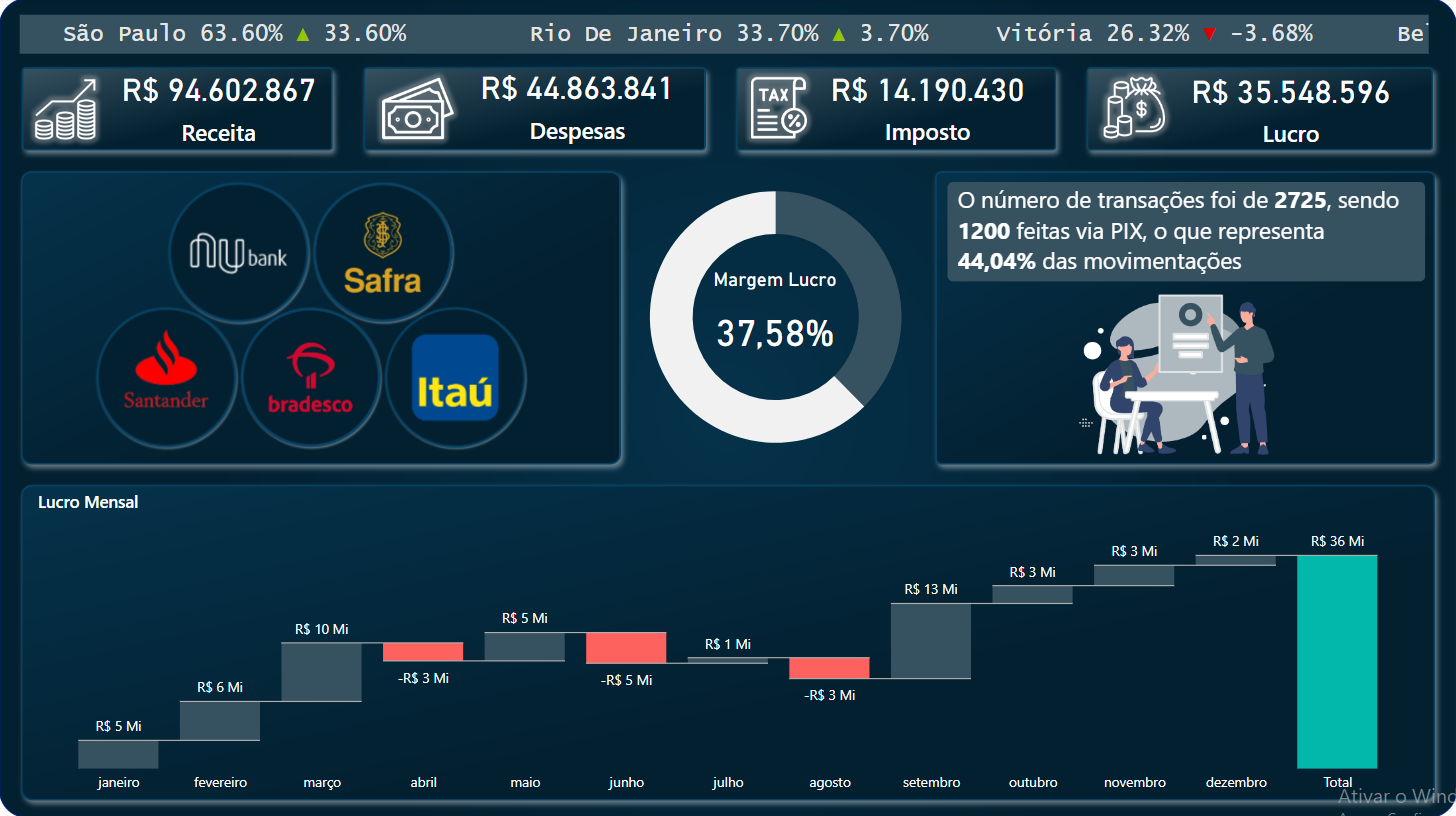 São Paulo 63.60% ▲ 33.60% Rio De Janeiro 33.70% ▲ 3.70% Vitória 26.32% ▼ -3.68% Be
R$ 94.602.867
Receita
R$ 44.863.841
Despesas
TAX
R$ 14.190.430
Imposto
R$ 35.548.596
Lucro
nu bank
Safra
Santander
bradesco
Itaú
Margem Lucro
37,58%
O número de transações foi de 2725, sendo
1200 feitas via PIX, o que representa
44,04% das movimentações
Lucro Mensal
R$ 5 Mi
R$ 6 Mi
R$ 10 Mi
-R$ 3 Mi
R$ 5 Mi
-R$ 5 Mi
R$ 1 Mi
-R$ 3 Mi
R$ 13 Mi
R$ 3 Mi
R$ 3 Mi
R$ 2 Mi
R$ 36 Mi
janeiro fevereiro março abril maio junho julho agosto setembro outubro novembro dezembro Total
Ativar o Wind